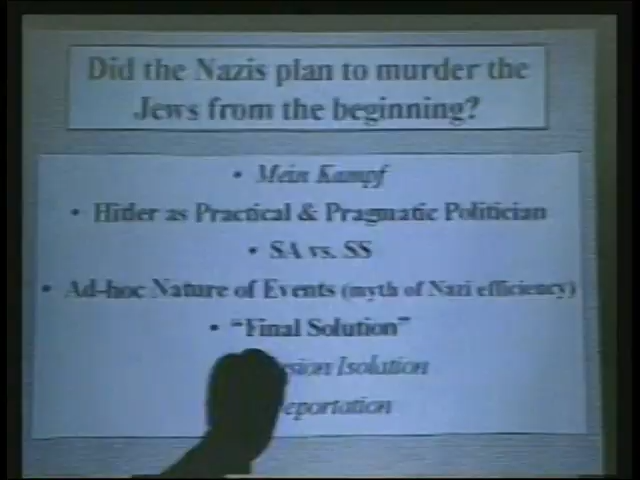 Did the Nazis plan to murder the
Jews from the beginning?
• Mein Kampf
• Hitler as Practical & Pragmatic Politician
• SA vs. SS
• Ad-hoc Nature of Events (myth of Nazi efficiency)
• "Final Solution"
Isolation